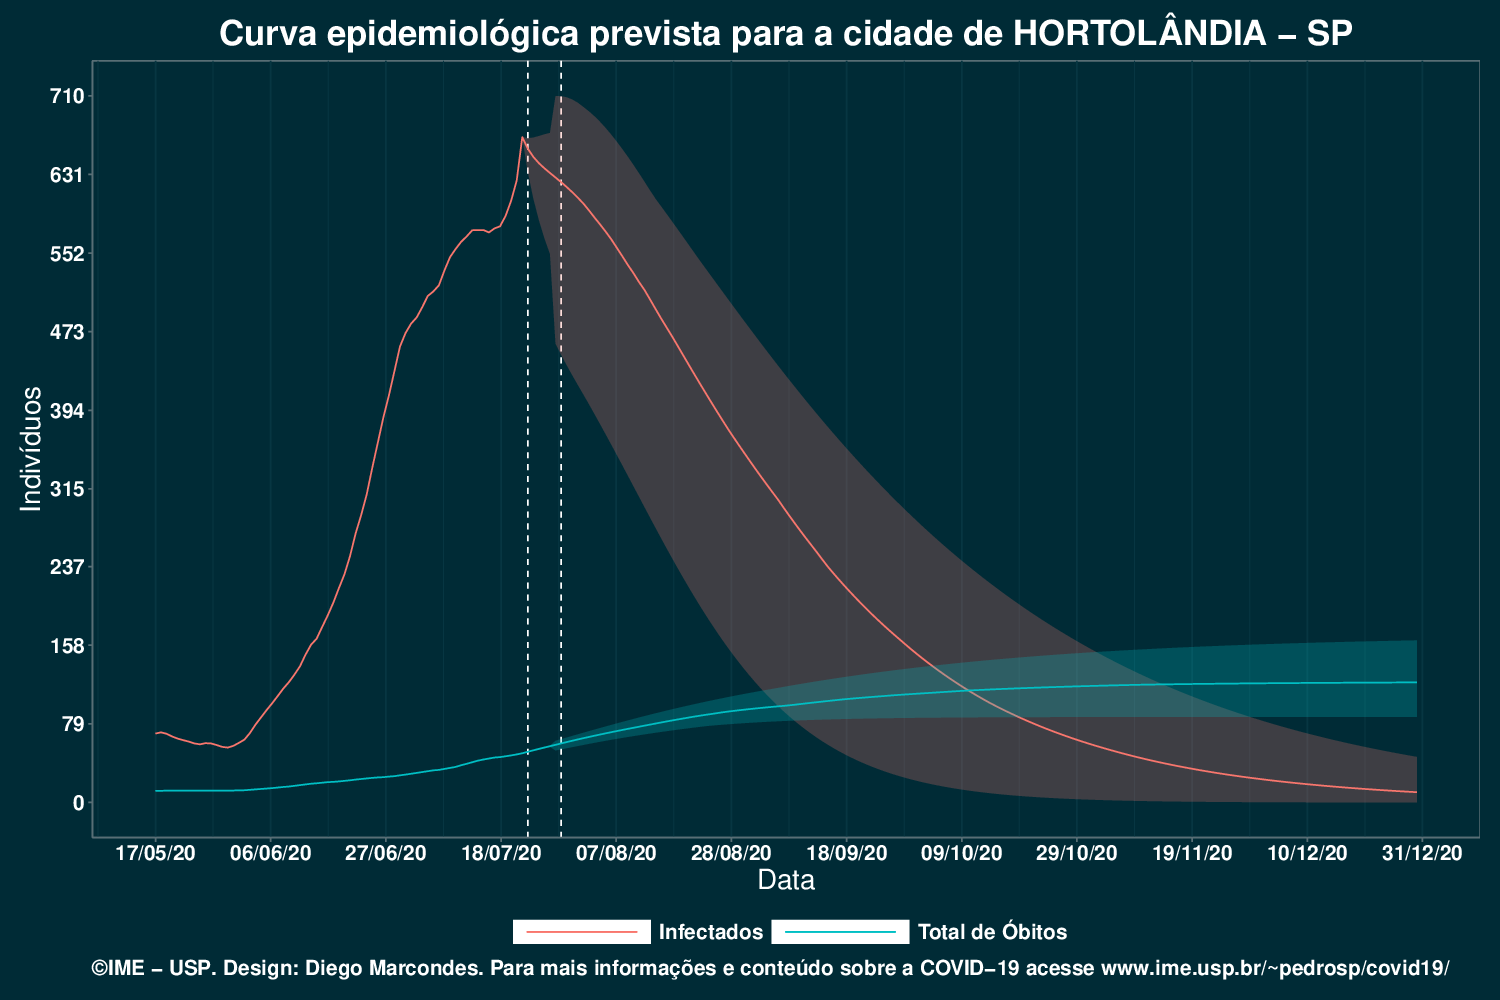 Curva epidemiológica prevista para a cidade de HORTOLÂNDIA – SP
710
631
552
473
394
315
237
158
79
0
Indivíduos
17/05/20 06/06/20 27/06/20 18/07/20 07/08/20 28/08/20 18/09/20 09/10/20 29/10/20 19/11/20 10/12/20 31/12/20
Data
Infectados Total de Óbitos
©IME – USP. Design: Diego Marcondes. Para mais informações e conteúdo sobre a COVID–19 acesse www.ime.usp.br/~pedrosp/covid19/